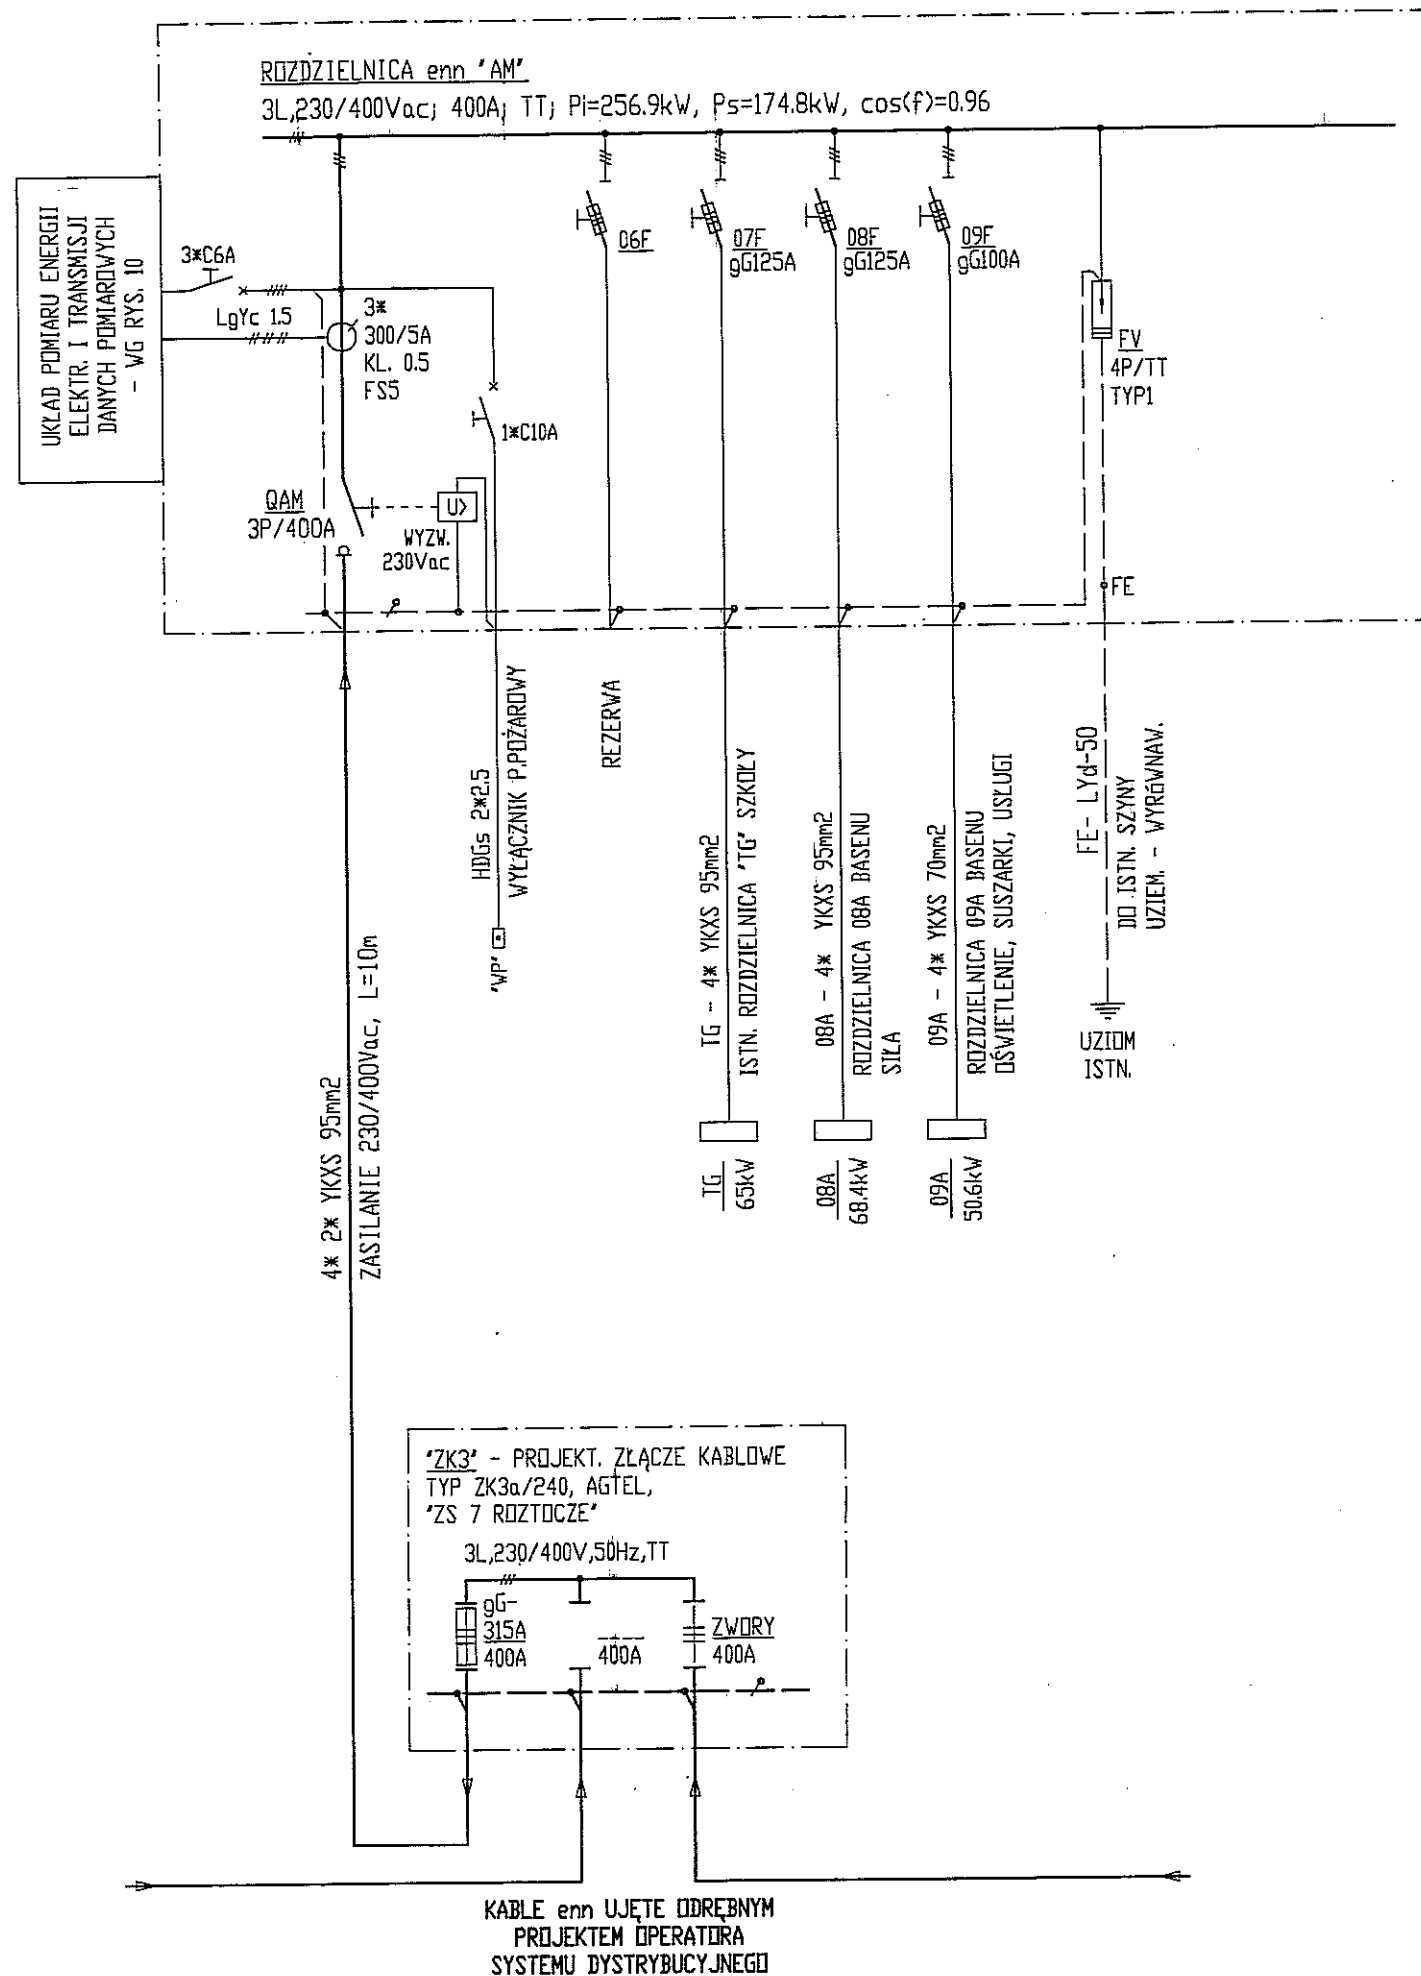 ROZDZIELNICA enn 'AM'
3L,230/400Vac; 400A; TT; Pi=256.9kW, Ps=174.8kW, cos(f)=0.96
UKŁAD POMIARU ENERGII
ELEKTR. I TRANSMISJI
DANYCH POMIAROWYCH
- WG RYS. 10
3*C6A
LgYc 1.5
3*
300/5A
KL. 0.5
FS5
1*C10A
QAM
3P/400A
U>
WYZW.
230Vac
06F
07F
gG125A
08F
gG125A
09F
gG100A
FV
4P/TT
TYP1
FE
HDGs 2*2.5
WYŁĄCZNIK P.POŻAROWY
'WP'
REZERWA
TG - 4* YKXS 95mm2
ISTN. ROZDZIELNICA 'TG' SZKOŁY
08A - 4* YKXS 95mm2
ROZDZIELNICA 08A BASENU
SIŁA
09A - 4* YKXS 70mm2
ROZDZIELNICA 09A BASENU
OŚWIETLENIE, SUSZARKI, USŁUGI
FE- LYd-50
DO ISTN. SZYNY
UZIEM. - WYRÓWNAW.
UZIOM
ISTN.
TG
65kW
08A
68.4kW
09A
50.6kW
4* 2* YKXS 95mm2
ZASILANIE 230/400Vac, L=10m
'ZK3' - PROJEKT. ZŁĄCZE KABLOWE
TYP ZK3a/240, AGTEL,
'ZS 7 ROZTOCZE'
3L,230/400V,50Hz,TT
gG-
315A
400A
400A
ZWORY
400A
KABLE enn UJĘTE ODRĘBNYM
PROJEKTEM OPERATORA
SYSTEMU DYSTRYBUCYJNEGO